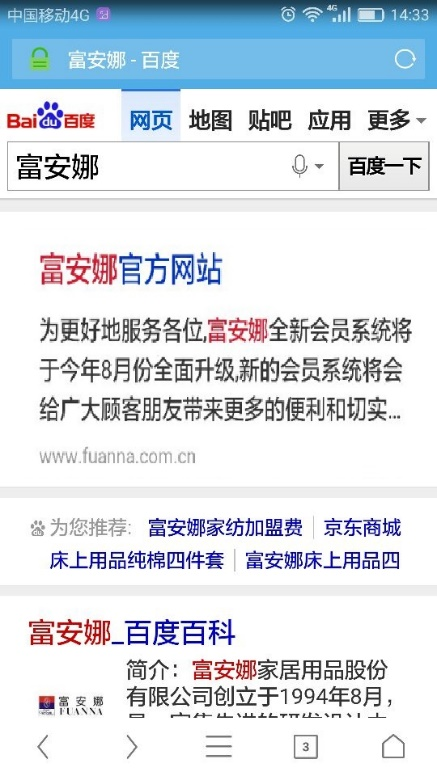 中国移动4G 4G 14:33
富安娜 - 百度
Bai du 百度 网页 地图 贴吧 应用 更多
富安娜 百度一下
富安娜官方网站
为更好地服务各位,富安娜全新会员系统将
于今年8月份全面升级,新的会员系统将会
给广大顾客朋友带来更多的便利和切实...
www.fuanna.com.cn
为您推荐: 富安娜家纺加盟费 京东商城
床上用品纯棉四件套 富安娜床上用品四
富安娜_百度百科
简介：富安娜家居用品股份
富安娜 FUANNA 有限公司创立于1994年8月，
3